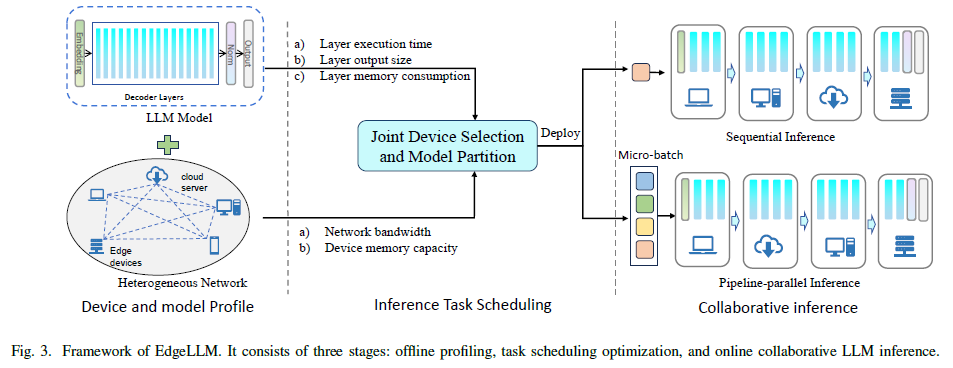 Embedding
Norm
Output
Decoder Layers
LLM Model
cloud
server
Edge
devices
Heterogeneous Network
Device and model Profile
a) Layer execution time
b) Layer output size
c) Layer memory consumption
Joint Device Selection
and Model Partition
Deploy
a) Network bandwidth
b) Device memory capacity
Inference Task Scheduling
Sequential Inference
Micro-batch
Pipeline-parallel Inference
Collaborative inference
Fig. 3. Framework of EdgeLLM. It consists of three stages: offline profiling, task scheduling optimization, and online collaborative LLM inference.